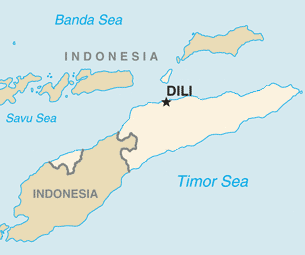 Banda Sea
INDONESIA
DILI
Savu Sea
Timor Sea
INDONESIA